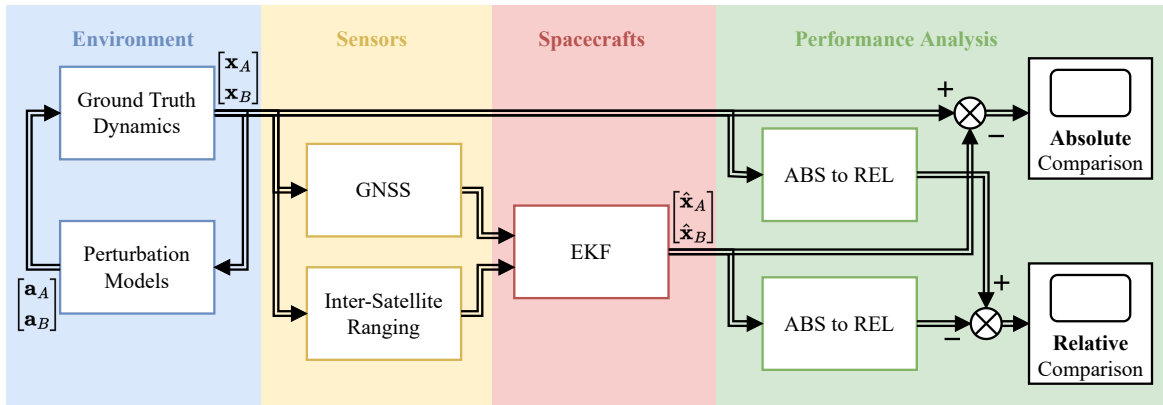 Environment
Sensors
Spacecrafts
Performance Analysis
Ground Truth
Dynamics
[𝐱_A
𝐱_B]
Perturbation
Models
[𝐚_A
𝐚_B]
GNSS
Inter-Satellite
Ranging
EKF
[𝐱̂_A
𝐱̂_B]
ABS to REL
ABS to REL
+
−
+
−
Absolute
Comparison
Relative
Comparison